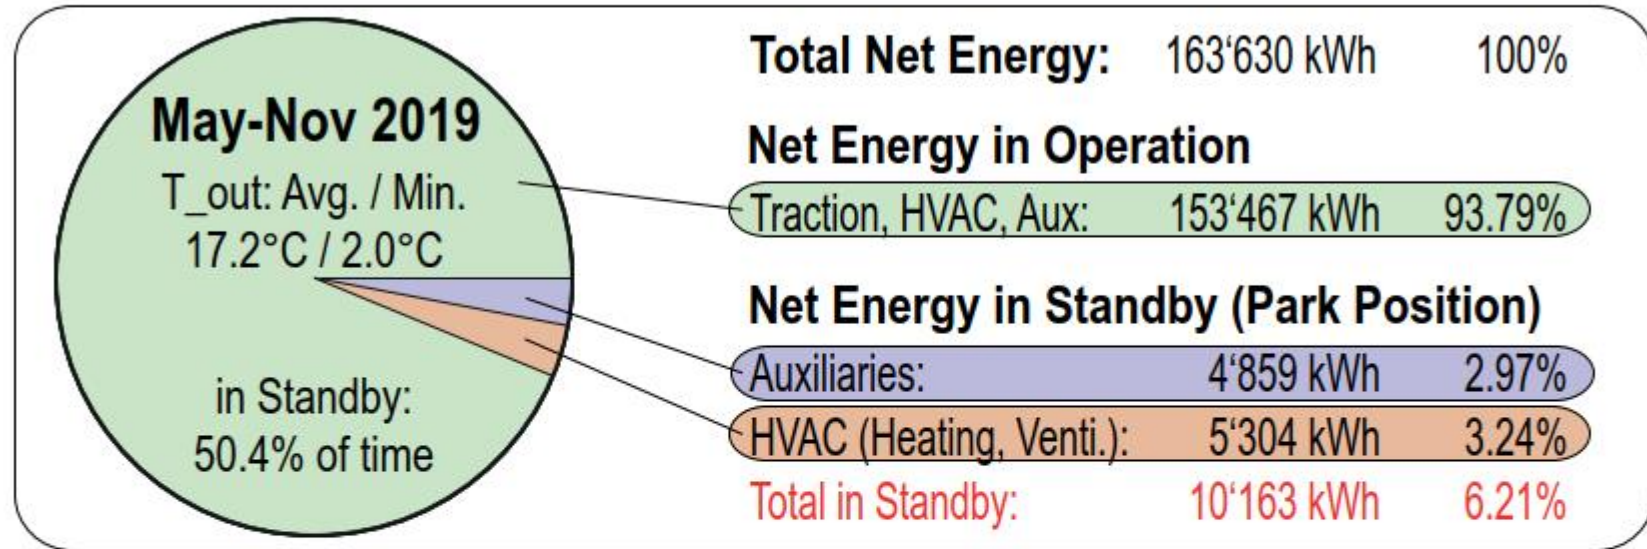 May-Nov 2019
T_out: Avg. / Min.
17.2°C / 2.0°C
in Standby:
50.4% of time
Total Net Energy: 163‘630 kWh 100%
Net Energy in Operation
Traction, HVAC, Aux: 153‘467 kWh 93.79%
Net Energy in Standby (Park Position)
Auxiliaries: 4‘859 kWh 2.97%
HVAC (Heating, Venti.): 5‘304 kWh 3.24%
Total in Standby: 10‘163 kWh 6.21%